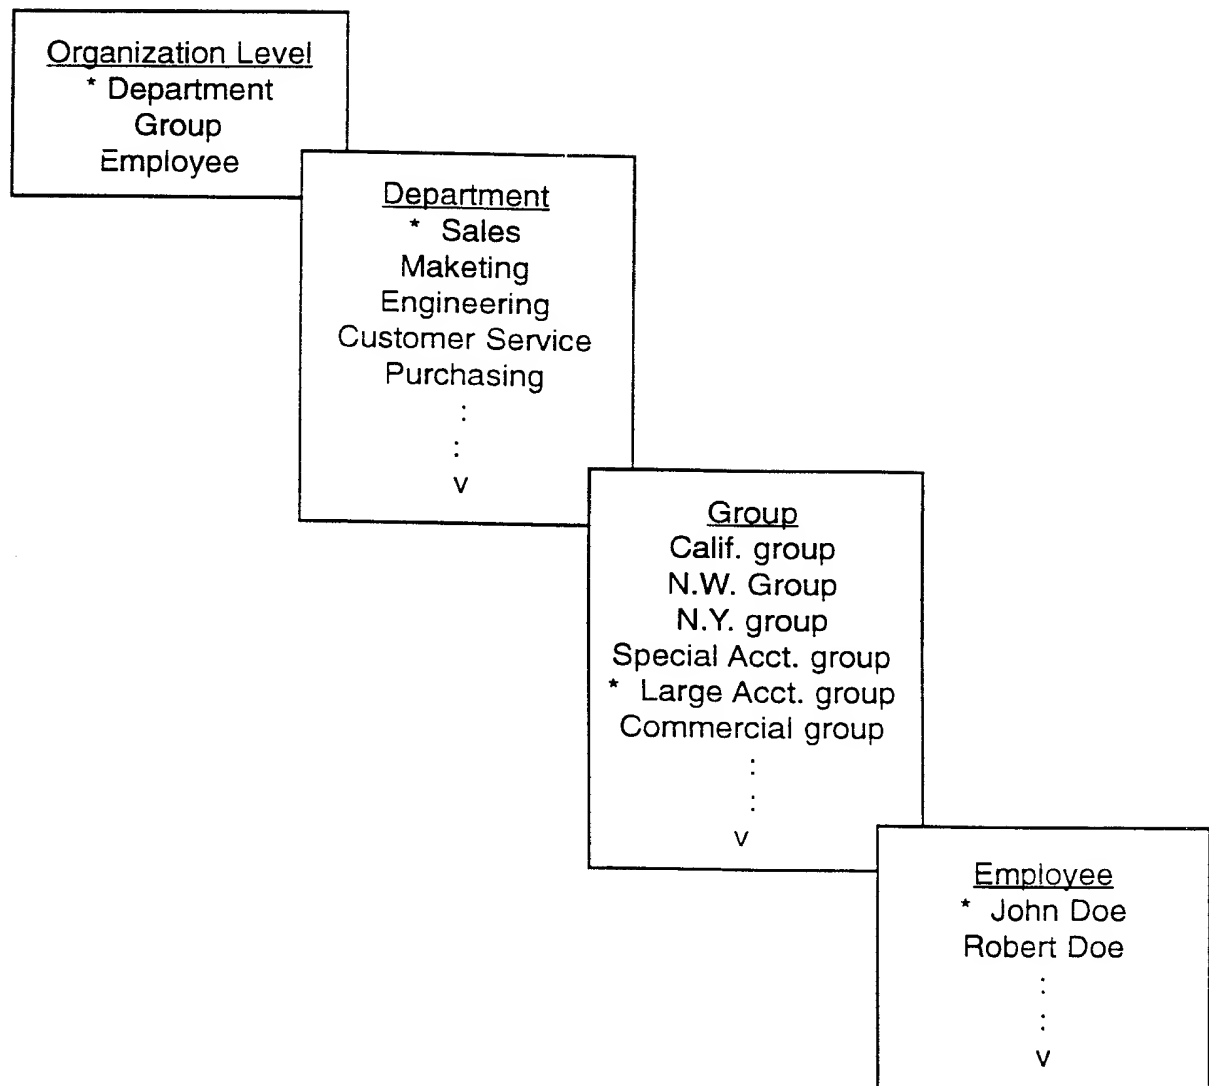 Organization Level
* Department
Group
Employee
Department
* Sales
Maketing
Engineering
Customer Service
Purchasing
:
:
v
Group
Calif. group
N.W. Group
N.Y. group
Special Acct. group
* Large Acct. group
Commercial group
:
:
v
Employee
* John Doe
Robert Doe
:
:
v